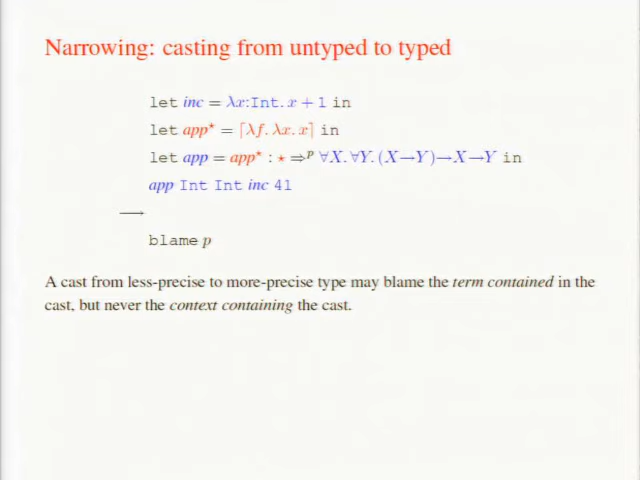 Narrowing: casting from untyped to typed
let inc = λx:Int. x + 1 in
let app⋆ = ⌈λf. λx. x⌉ in
let app = app⋆ : ⋆ ⇒ᵖ ∀X. ∀Y. (X→Y)→X→Y in
app Int Int inc 41
⟶
blame p
A cast from less-precise to more-precise type may blame the term contained in the
cast, but never the context containing the cast.